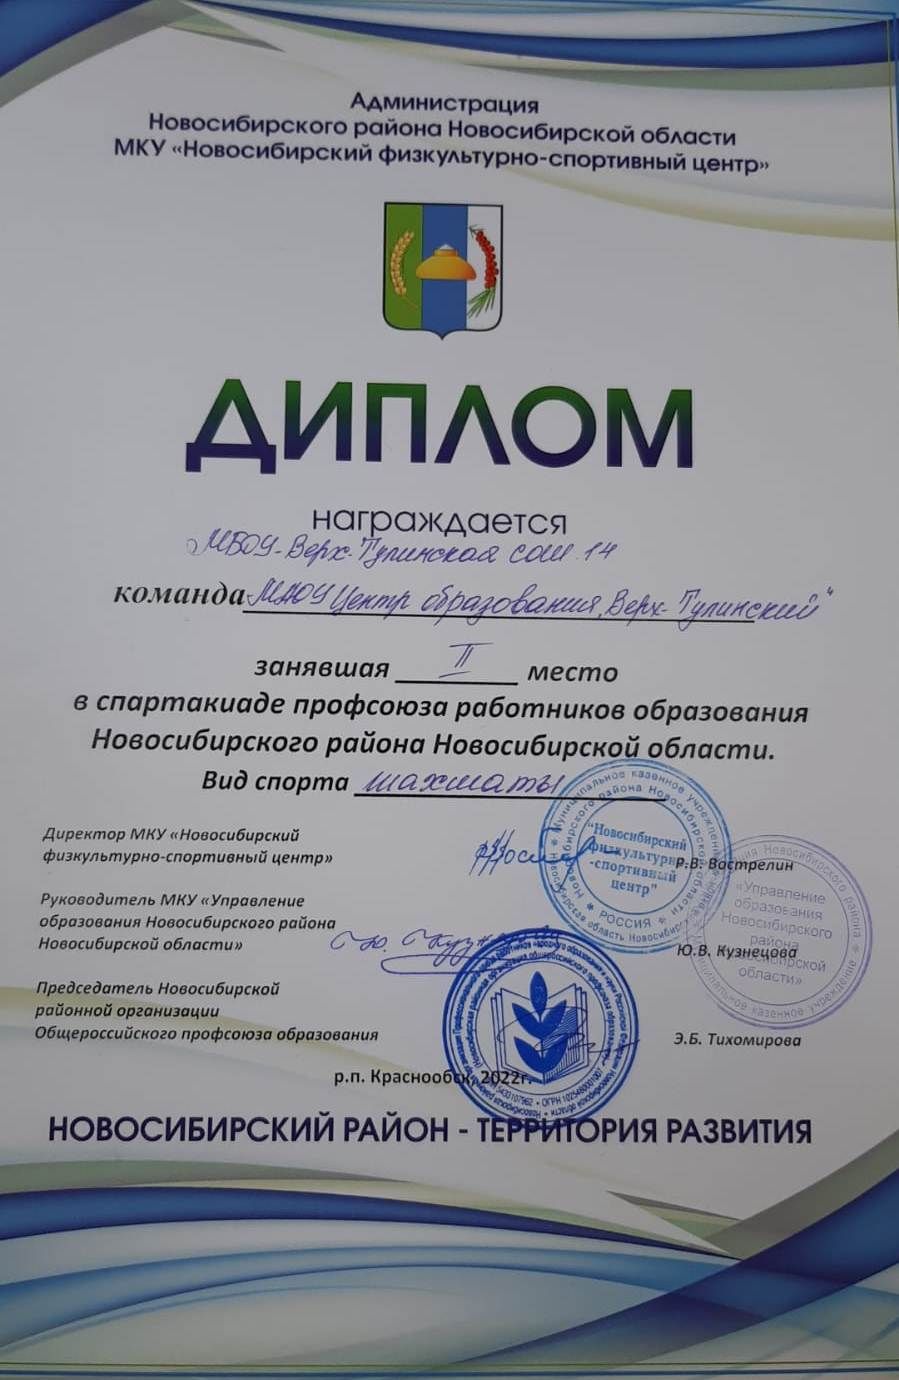 Администрация
Новосибирского района Новосибирской области
МКУ «Новосибирский физкультурно-спортивный центр»
ДИПЛОМ
награждается
МБОУ-Верх-Тулинская сош 14
команда МАОУ Центр образования „Верх-Тулинский"
занявшая II место
в спартакиаде профсоюза работников образования
Новосибирского района Новосибирской области.
Вид спорта шахматы
Директор МКУ «Новосибирский
физкультурно-спортивный центр»
Р.В. Вострелин
"Новосибирский
физкультурно
-спортивный
центр"
РОССИЯ
Руководитель МКУ «Управление
образования Новосибирского района
Новосибирской области»
Ю.В. Кузнецова
«Управление
образования
Новосибирского
района
Новосибирской
области»
Председатель Новосибирской
районной организации
Общероссийского профсоюза образования
Э.Б. Тихомирова
р.п. Краснообск, 2022г.
НОВОСИБИРСКИЙ РАЙОН - ТЕРРИТОРИЯ РАЗВИТИЯ